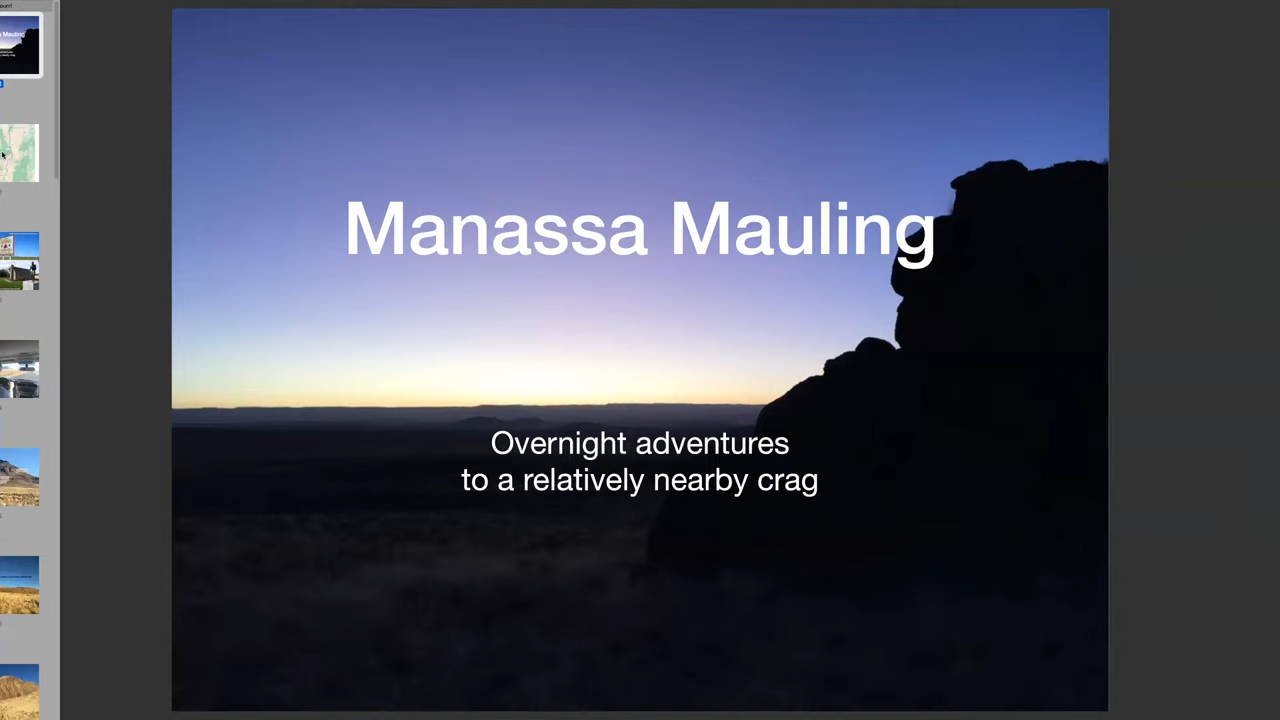 Manassa Mauling
Overnight adventures
to a relatively nearby crag